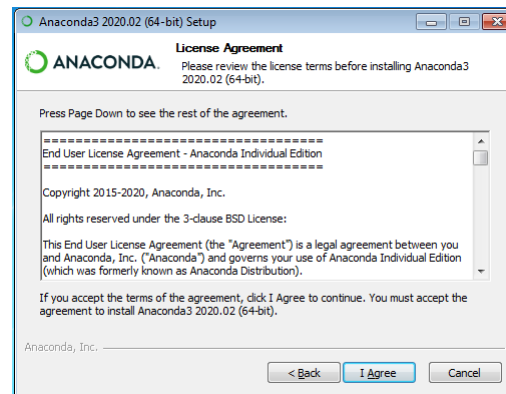 Anaconda3 2020.02 (64-bit) Setup
ANACONDA.
License Agreement
Please review the license terms before installing Anaconda3
2020.02 (64-bit).
Press Page Down to see the rest of the agreement.
===================================
End User License Agreement - Anaconda Individual Edition
===================================
Copyright 2015-2020, Anaconda, Inc.
All rights reserved under the 3-clause BSD License:
This End User License Agreement (the "Agreement") is a legal agreement between you
and Anaconda, Inc. ("Anaconda") and governs your use of Anaconda Individual Edition
(which was formerly known as Anaconda Distribution).
If you accept the terms of the agreement, click I Agree to continue. You must accept the
agreement to install Anaconda3 2020.02 (64-bit).
Anaconda, Inc.
< Back
I Agree
Cancel